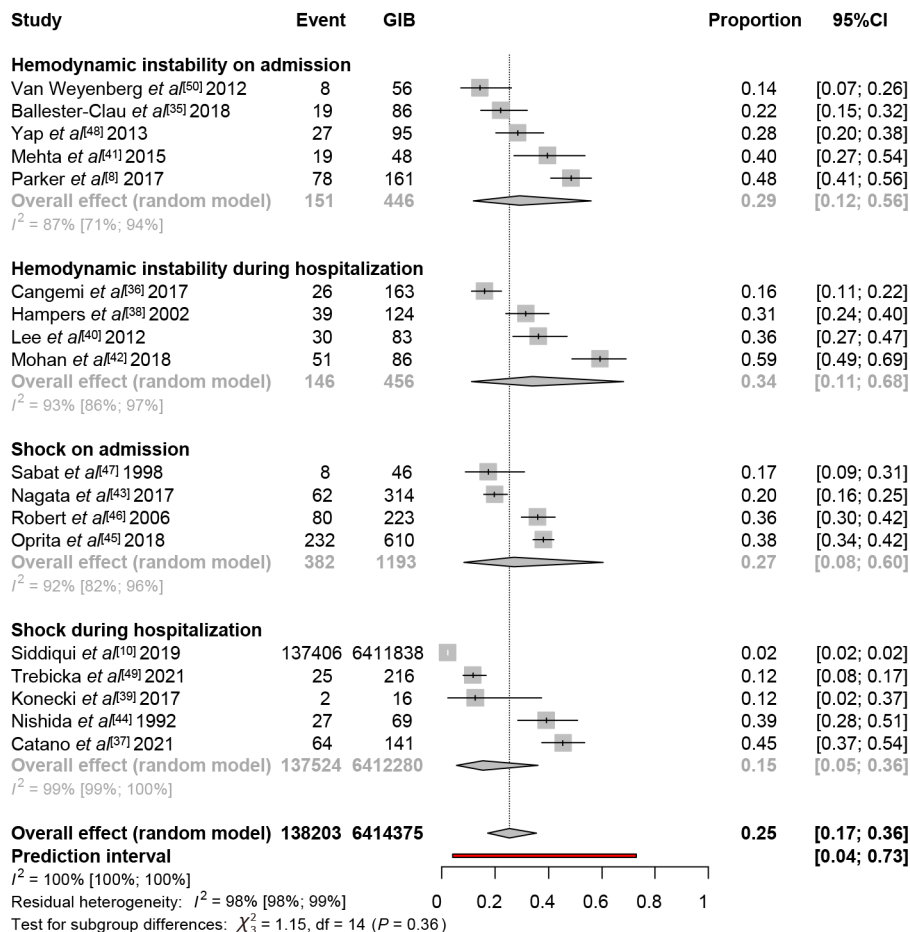 Study Event GIB Proportion 95%CI
Hemodynamic instability on admission
Van Weyenberg et al[50] 2012 8 56 0.14 [0.07; 0.26]
Ballester-Clau et al[35] 2018 19 86 0.22 [0.15; 0.32]
Yap et al[48] 2013 27 95 0.28 [0.20; 0.38]
Mehta et al[41] 2015 19 48 0.40 [0.27; 0.54]
Parker et al[8] 2017 78 161 0.48 [0.41; 0.56]
Overall effect (random model) 151 446 0.29 [0.12; 0.56]
I² = 87% [71%; 94%]
Hemodynamic instability during hospitalization
Cangemi et al[36] 2017 26 163 0.16 [0.11; 0.22]
Hampers et al[38] 2002 39 124 0.31 [0.24; 0.40]
Lee et al[40] 2012 30 83 0.36 [0.27; 0.47]
Mohan et al[42] 2018 51 86 0.59 [0.49; 0.69]
Overall effect (random model) 146 456 0.34 [0.11; 0.68]
I² = 93% [86%; 97%]
Shock on admission
Sabat et al[47] 1998 8 46 0.17 [0.09; 0.31]
Nagata et al[43] 2017 62 314 0.20 [0.16; 0.25]
Robert et al[46] 2006 80 223 0.36 [0.30; 0.42]
Oprita et al[45] 2018 232 610 0.38 [0.34; 0.42]
Overall effect (random model) 382 1193 0.27 [0.08; 0.60]
I² = 92% [82%; 96%]
Shock during hospitalization
Siddiqui et al[10] 2019 137406 6411838 0.02 [0.02; 0.02]
Trebicka et al[49] 2021 25 216 0.12 [0.08; 0.17]
Konecki et al[39] 2017 2 16 0.12 [0.02; 0.37]
Nishida et al[44] 1992 27 69 0.39 [0.28; 0.51]
Catano et al[37] 2021 64 141 0.45 [0.37; 0.54]
Overall effect (random model) 137524 6412280 0.15 [0.05; 0.36]
I² = 99% [99%; 100%]
Overall effect (random model) 138203 6414375 0.25 [0.17; 0.36]
Prediction interval [0.04; 0.73]
I² = 100% [100%; 100%]
Residual heterogeneity: I² = 98% [98%; 99%] 0 0.2 0.4 0.6 0.8 1
Test for subgroup differences: χ²₃ = 1.15, df = 14 (P = 0.36)